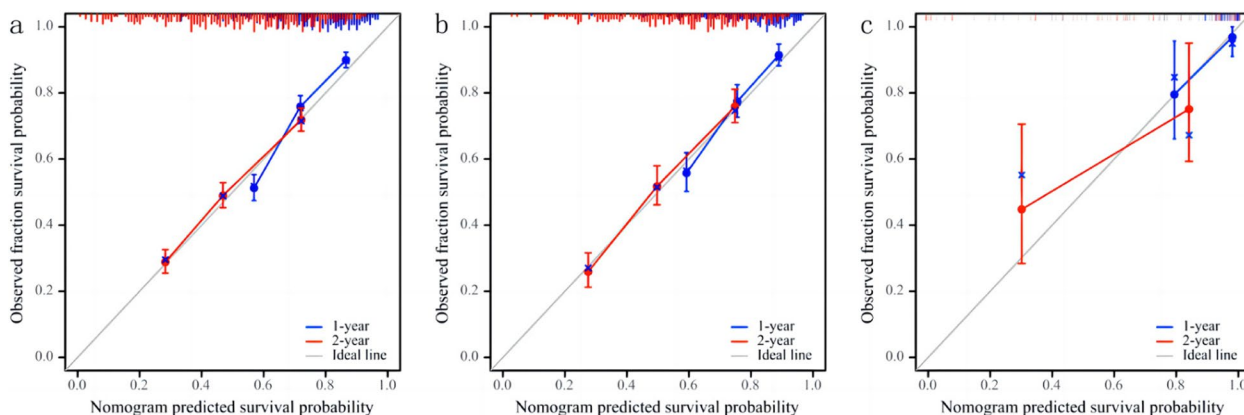 a
Observed fraction survival probability
1.0
0.8
0.6
0.4
0.2
0.0
1-year
2-year
Ideal line
0.0 0.2 0.4 0.6 0.8 1.0
Nomogram predicted survival probability
b
Observed fraction survival probability
1.0
0.8
0.6
0.4
0.2
0.0
1-year
2-year
Ideal line
0.0 0.2 0.4 0.6 0.8 1.0
Nomogram predicted survival probability
c
Observed fraction survival probability
1.0
0.8
0.6
0.4
0.2
0.0
1-year
2-year
Ideal line
0.0 0.2 0.4 0.6 0.8 1.0
Nomogram predicted survival probability